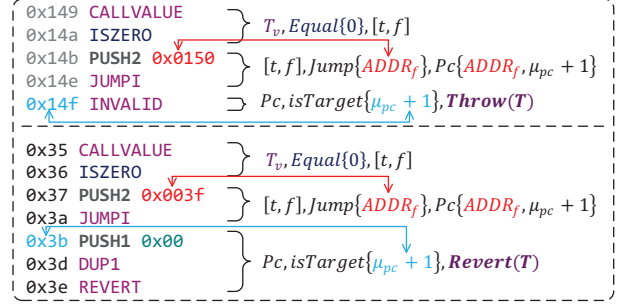 0x149 CALLVALUE
0x14a ISZERO
T_v, Equal{0}, [t, f]
0x14b PUSH2 0x0150
0x14e JUMPI
[t, f], Jump{ADDR_f}, Pc{ADDR_f, μ_pc + 1}
0x14f INVALID
Pc, isTarget{μ_pc + 1}, Throw(T)
0x35 CALLVALUE
0x36 ISZERO
T_v, Equal{0}, [t, f]
0x37 PUSH2 0x003f
0x3a JUMPI
[t, f], Jump{ADDR_f}, Pc{ADDR_f, μ_pc + 1}
0x3b PUSH1 0x00
0x3d DUP1
0x3e REVERT
Pc, isTarget{μ_pc + 1}, Revert(T)